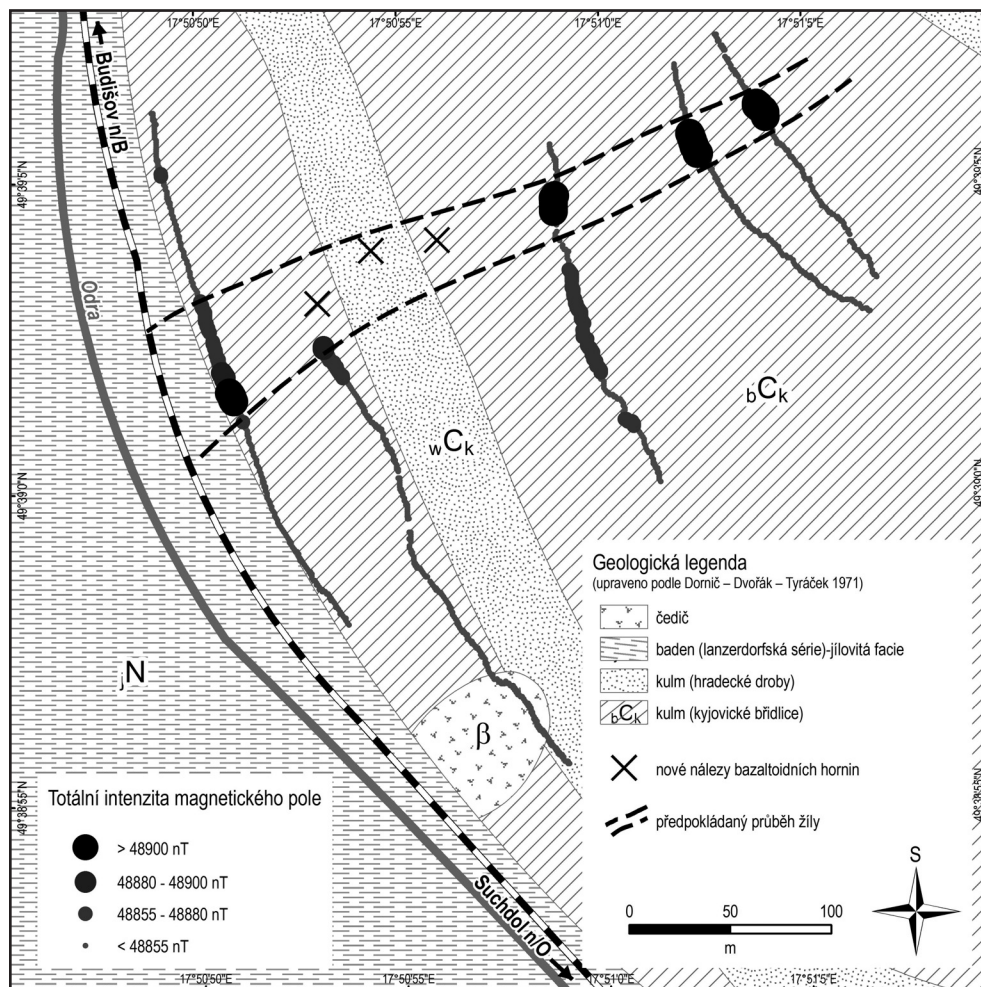 17°50'50"E
17°50'55"E
17°51'0"E
17°51'5"E
Budišov n/B
49°39'5"N
49°39'5"N
Odra
bCk
wCk
49°39'0"N
49°39'0"N
Geologická legenda
(upraveno podle Dornič – Dvořák – Tyráček 1971)
čedič
baden (lanzerdorfská série)-jílovitá facie
kulm (hradecké droby)
bCk kulm (kyjovické břidlice)
jN
β
nové nálezy bazaltoidních hornin
předpokládaný průběh žíly
49°38'55"N
49°38'55"N
Totální intenzita magnetického pole
> 48900 nT
48880 - 48900 nT
48855 - 48880 nT
< 48855 nT
Suchdol n/O
S
0 50 100
m
17°50'50"E
17°50'55"E
17°51'0"E
17°51'5"E